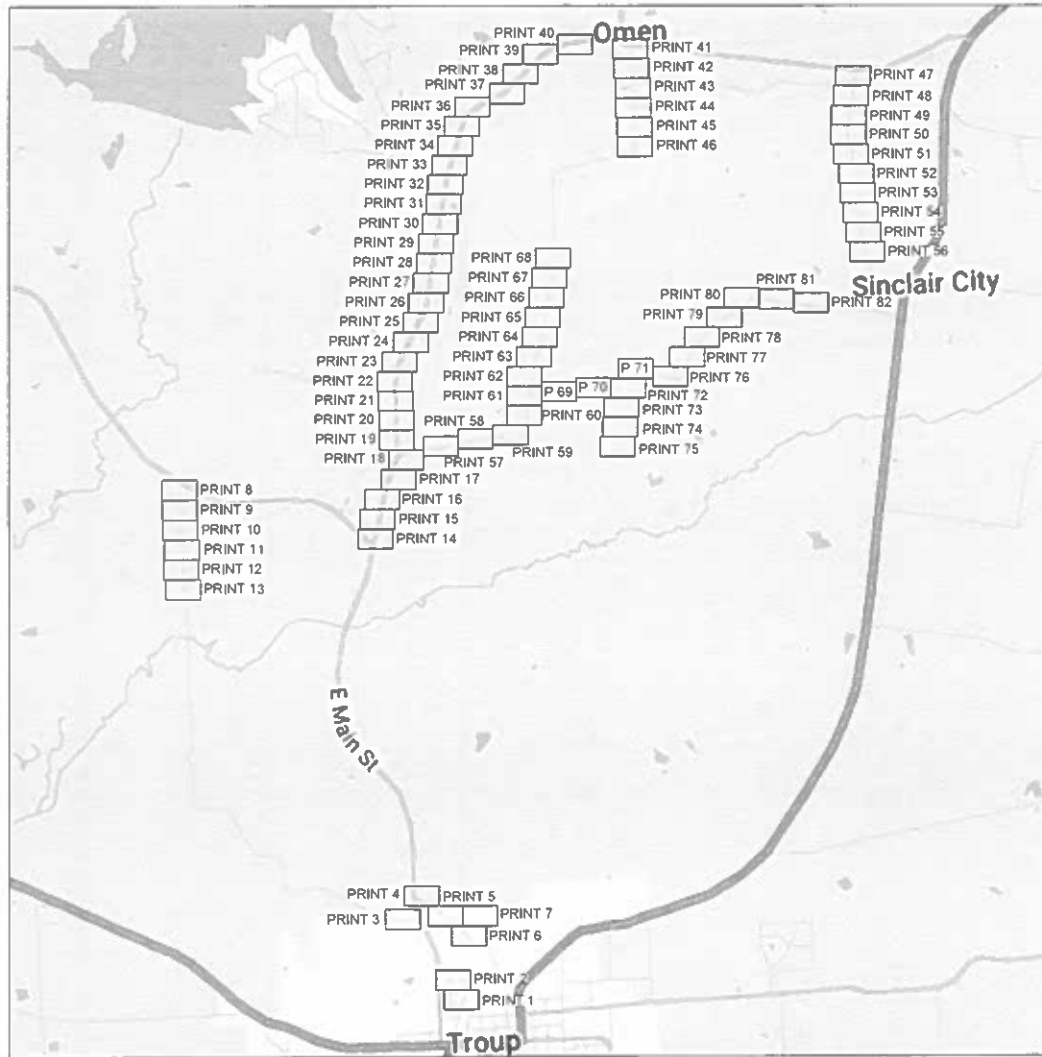 PRINT 40
Omen
PRINT 39
PRINT 41
PRINT 38
PRINT 42
PRINT 47
PRINT 37
PRINT 43
PRINT 48
PRINT 36
PRINT 44
PRINT 49
PRINT 35
PRINT 45
PRINT 50
PRINT 34
PRINT 46
PRINT 51
PRINT 33
PRINT 52
PRINT 32
PRINT 53
PRINT 31
PRINT 54
PRINT 30
PRINT 55
PRINT 29
PRINT 56
PRINT 28
PRINT 68
PRINT 27
PRINT 67
PRINT 81
Sinclair City
PRINT 26
PRINT 66
PRINT 80
PRINT 82
PRINT 25
PRINT 65
PRINT 79
PRINT 24
PRINT 64
PRINT 78
PRINT 23
PRINT 63
PRINT 77
PRINT 22
PRINT 62
P 71
PRINT 76
PRINT 21
PRINT 61
P 69
P 70
PRINT 72
PRINT 20
PRINT 58
PRINT 60
PRINT 73
PRINT 19
PRINT 74
PRINT 18
PRINT 57
PRINT 59
PRINT 75
PRINT 17
PRINT 8
PRINT 16
PRINT 9
PRINT 15
PRINT 10
PRINT 14
PRINT 11
PRINT 12
PRINT 13
E Main St
PRINT 4
PRINT 5
PRINT 3
PRINT 7
PRINT 6
PRINT 2
PRINT 1
Troup